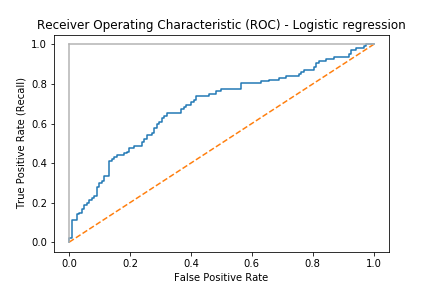 Receiver Operating Characteristic (ROC) - Logistic regression
1.0
0.8
0.6
0.4
0.2
0.0
True Positive Rate (Recall)
0.0 0.2 0.4 0.6 0.8 1.0
False Positive Rate